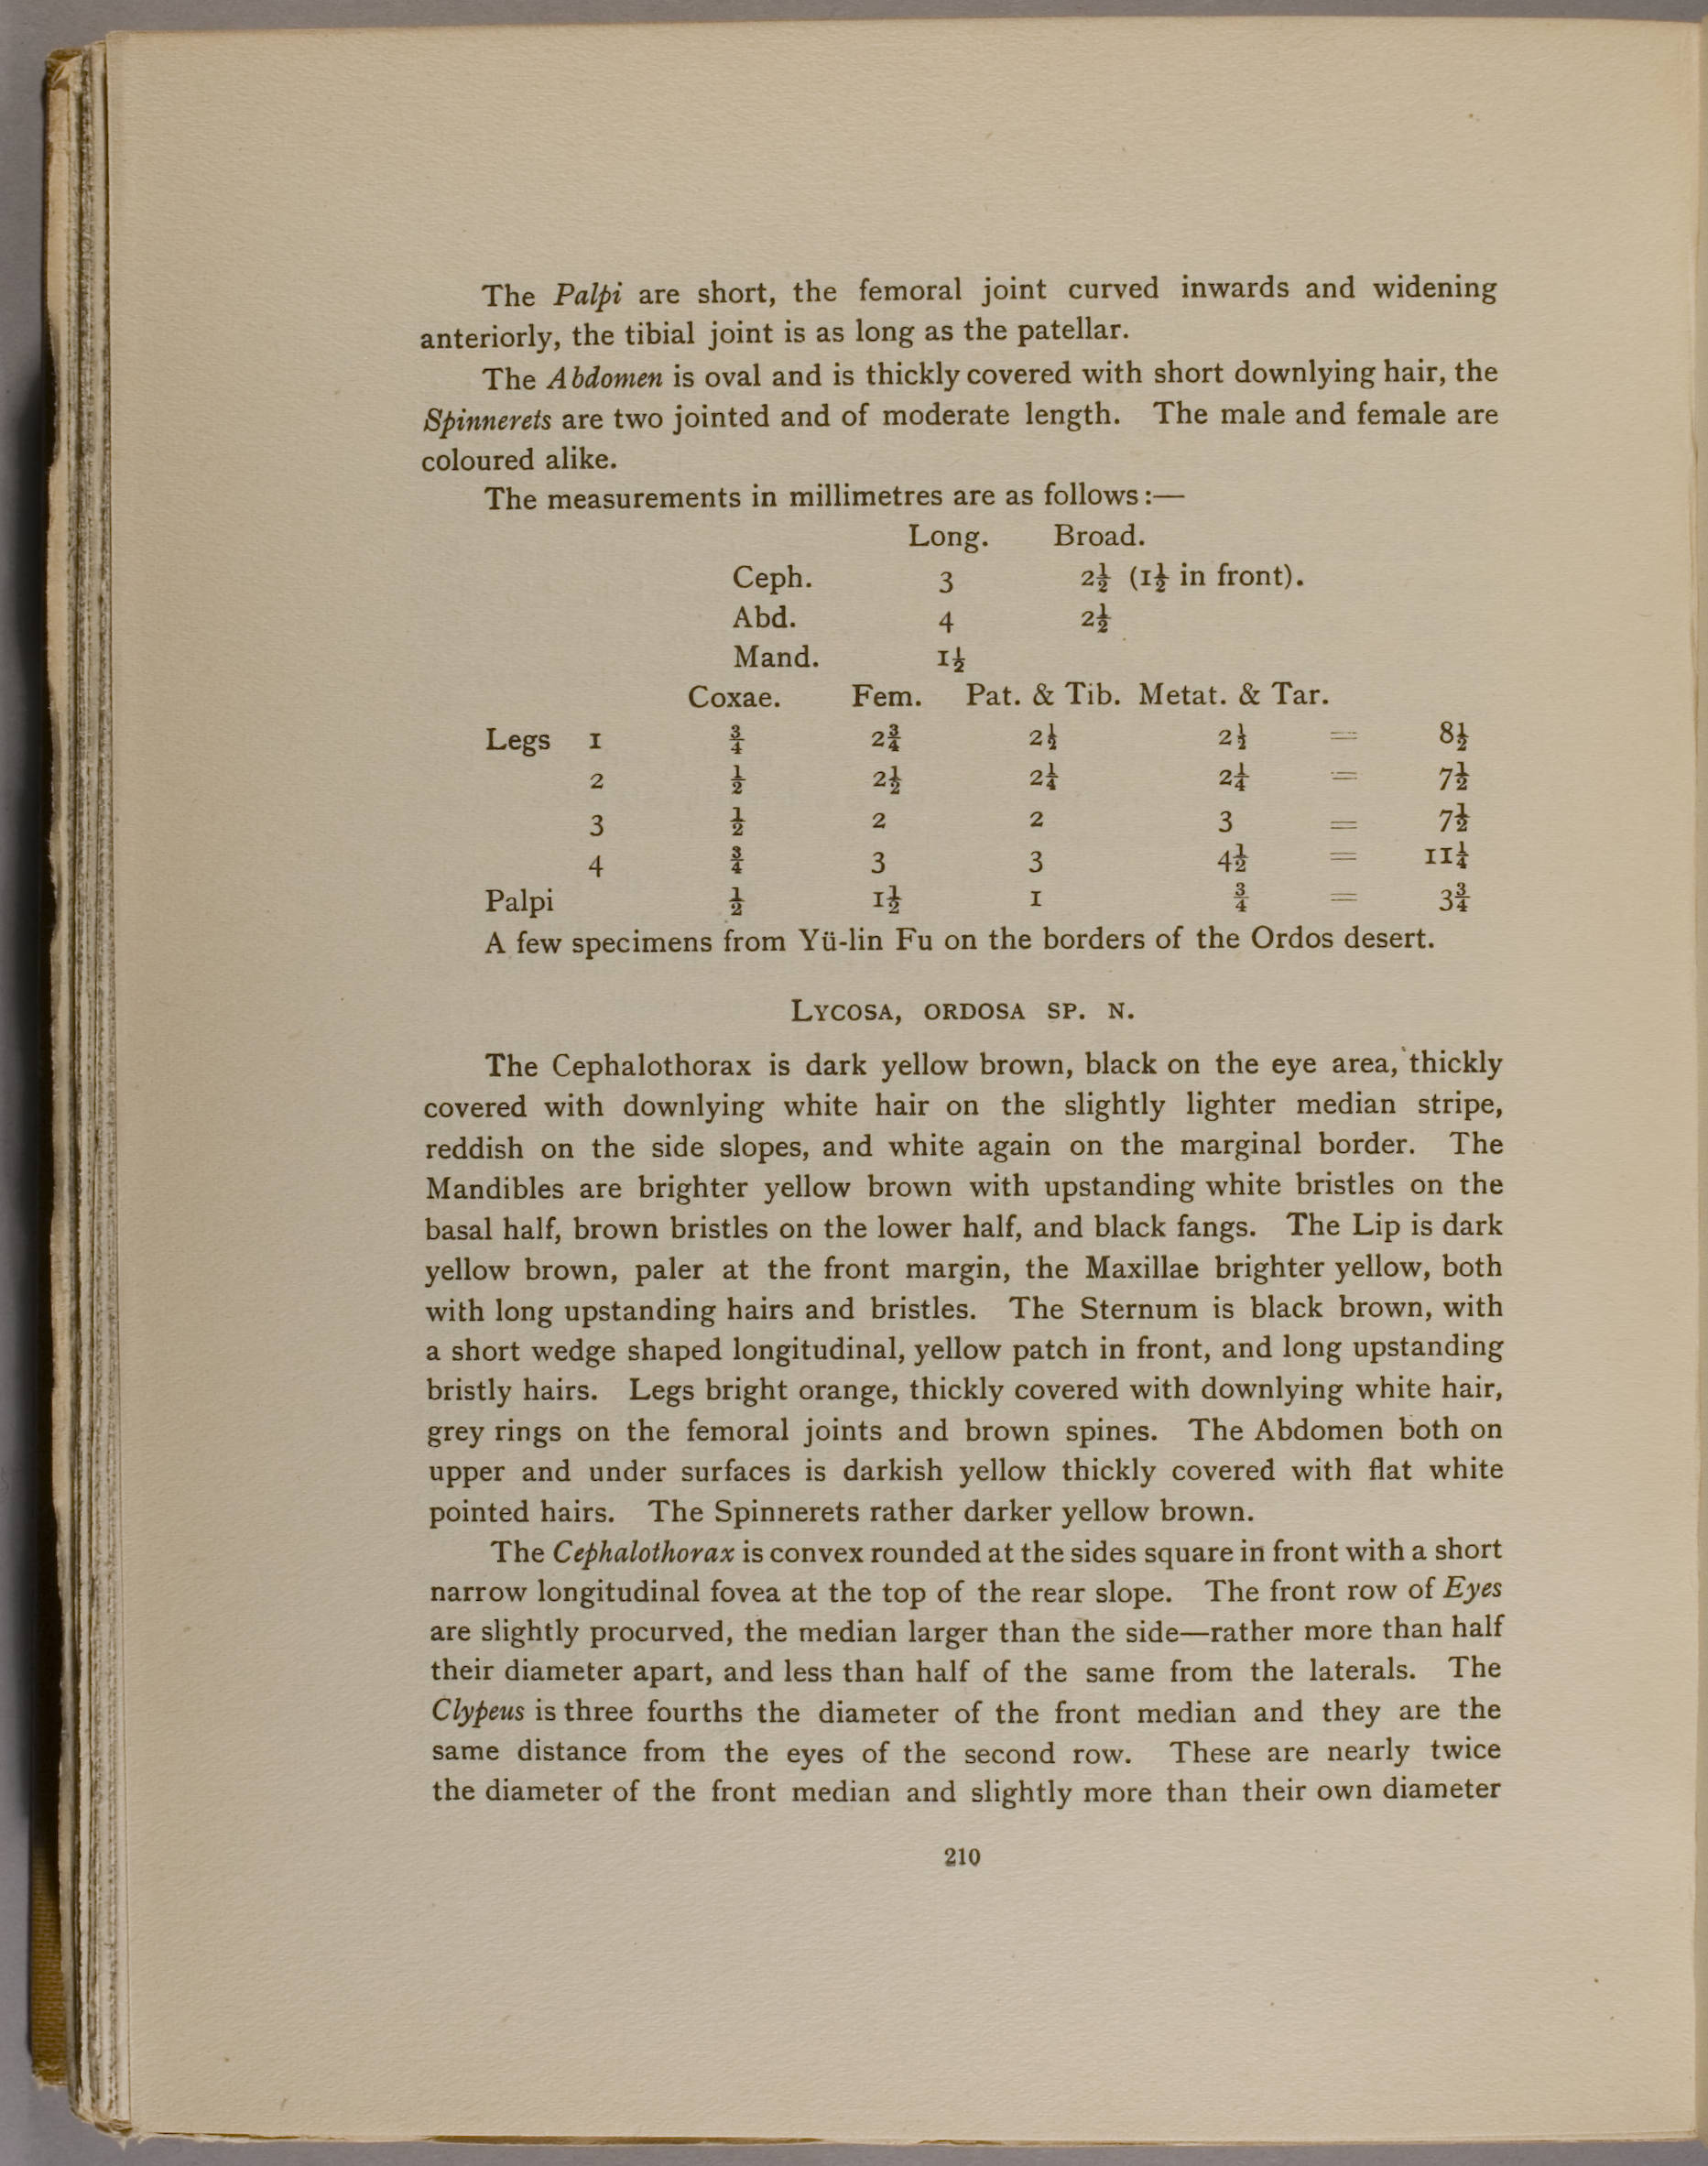 The Palpi are short, the femoral joint curved inwards and widening
anteriorly, the tibial joint is as long as the patellar.
The Abdomen is oval and is thickly covered with short downlying hair, the
Spinnerets are two jointed and of moderate length. The male and female are
coloured alike.
The measurements in millimetres are as follows:—
Long. Broad.
Ceph. 3 2½ (1½ in front).
Abd. 4 2½
Mand. 1½
Coxae. Fem. Pat. & Tib. Metat. & Tar.
Legs 1 ¾ 2¾ 2½ 2½ = 8½
2 ½ 2½ 2¼ 2¼ = 7½
3 ½ 2 2 3 = 7½
4 ¾ 3 3 4½ = 11¼
Palpi ½ 1½ 1 ¾ = 3¾
A few specimens from Yü-lin Fu on the borders of the Ordos desert.
LYCOSA, ORDOSA SP. N.
The Cephalothorax is dark yellow brown, black on the eye area, thickly
covered with downlying white hair on the slightly lighter median stripe,
reddish on the side slopes, and white again on the marginal border. The
Mandibles are brighter yellow brown with upstanding white bristles on the
basal half, brown bristles on the lower half, and black fangs. The Lip is dark
yellow brown, paler at the front margin, the Maxillae brighter yellow, both
with long upstanding hairs and bristles. The Sternum is black brown, with
a short wedge shaped longitudinal, yellow patch in front, and long upstanding
bristly hairs. Legs bright orange, thickly covered with downlying white hair,
grey rings on the femoral joints and brown spines. The Abdomen both on
upper and under surfaces is darkish yellow thickly covered with flat white
pointed hairs. The Spinnerets rather darker yellow brown.
The Cephalothorax is convex rounded at the sides square in front with a short
narrow longitudinal fovea at the top of the rear slope. The front row of Eyes
are slightly procurved, the median larger than the side—rather more than half
their diameter apart, and less than half of the same from the laterals. The
Clypeus is three fourths the diameter of the front median and they are the
same distance from the eyes of the second row. These are nearly twice
the diameter of the front median and slightly more than their own diameter
210